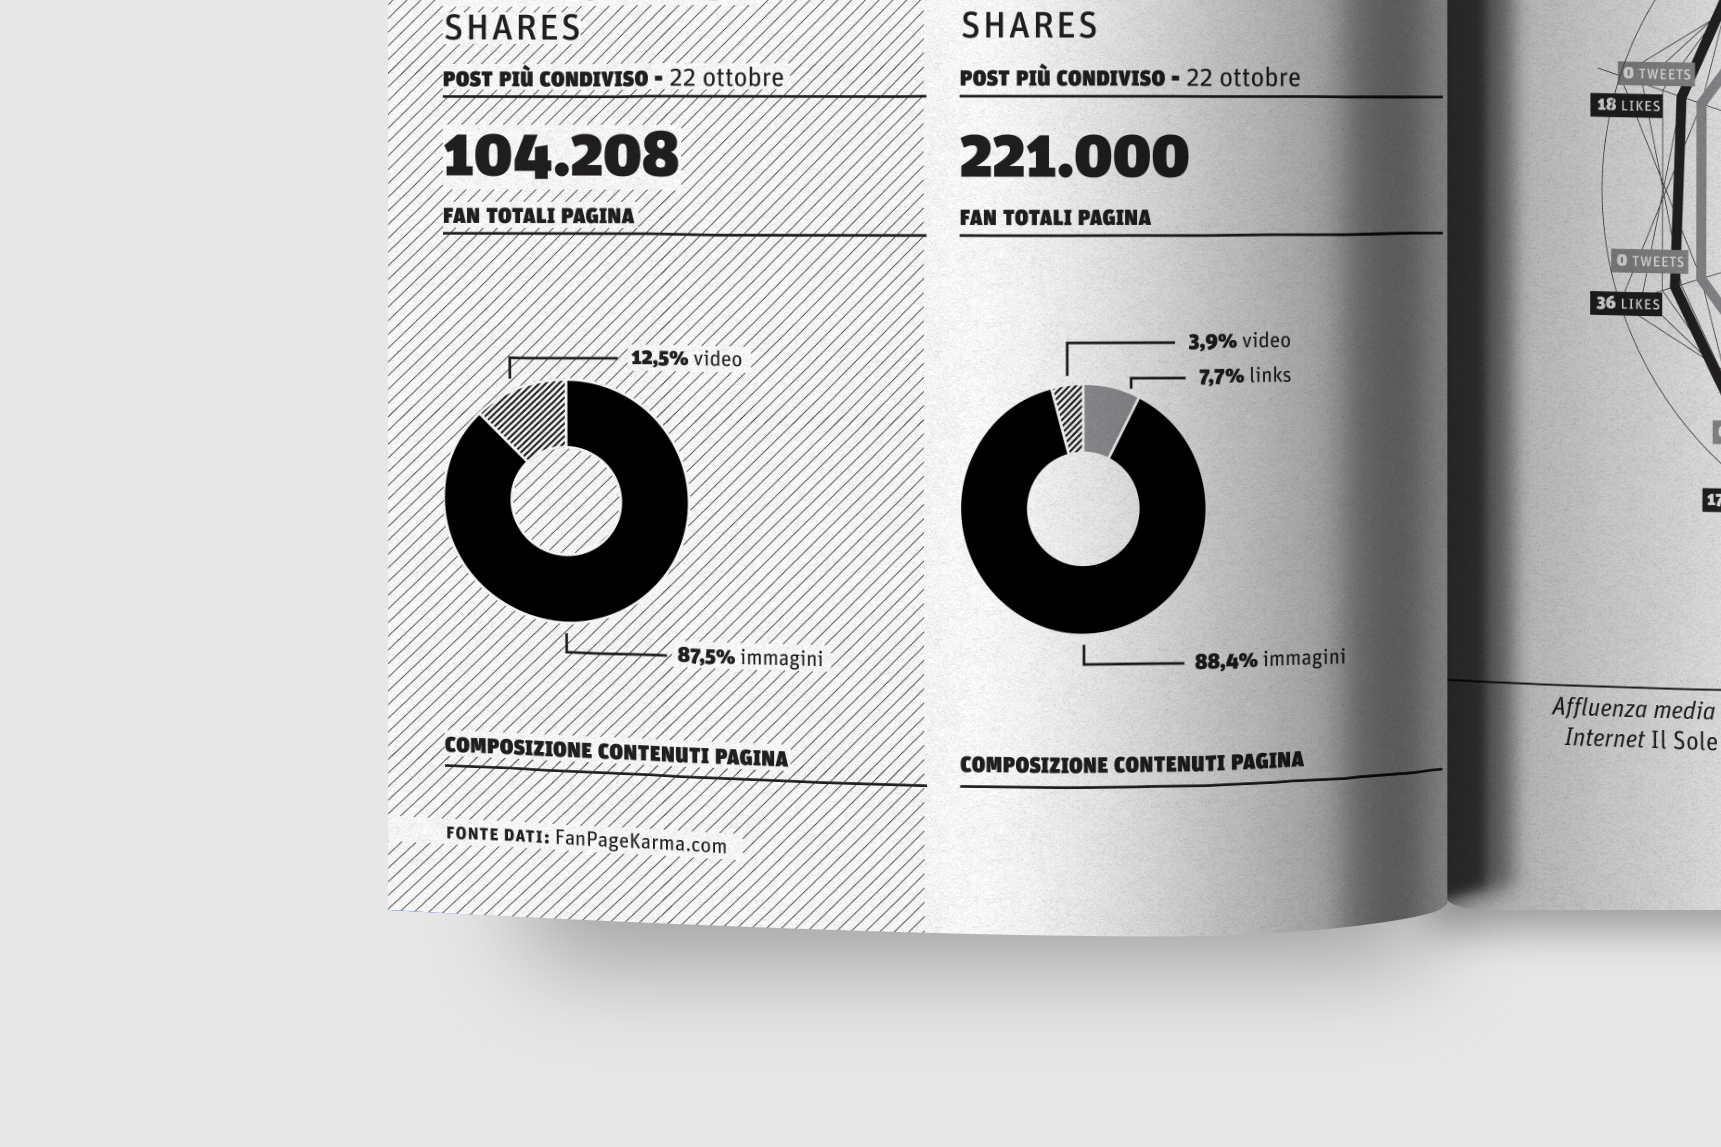 SHARES
POST PIÙ CONDIVISO - 22 ottobre
104.208
FAN TOTALI PAGINA
12,5% video
87,5% immagini
COMPOSIZIONE CONTENUTI PAGINA
FONTE DATI: FanPageKarma.com
SHARES
POST PIÙ CONDIVISO - 22 ottobre
221.000
FAN TOTALI PAGINA
3,9% video
7,7% links
88,4% immagini
COMPOSIZIONE CONTENUTI PAGINA
0 TWEETS
18 LIKES
0 TWEETS
36 LIKES
Affluenza media
Internet Il Sole